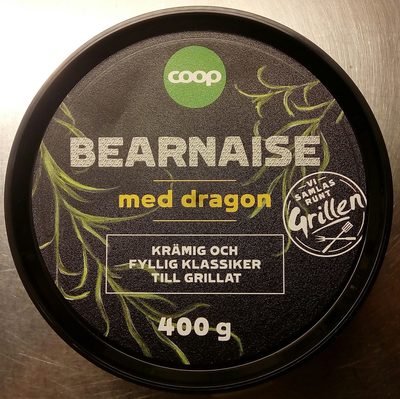 coop
BEARNAISE
med dragon
VI
SAMLAS
RUNT
Grillen
KRÄMIG OCH
FYLLIG KLASSIKER
TILL GRILLAT
400 g